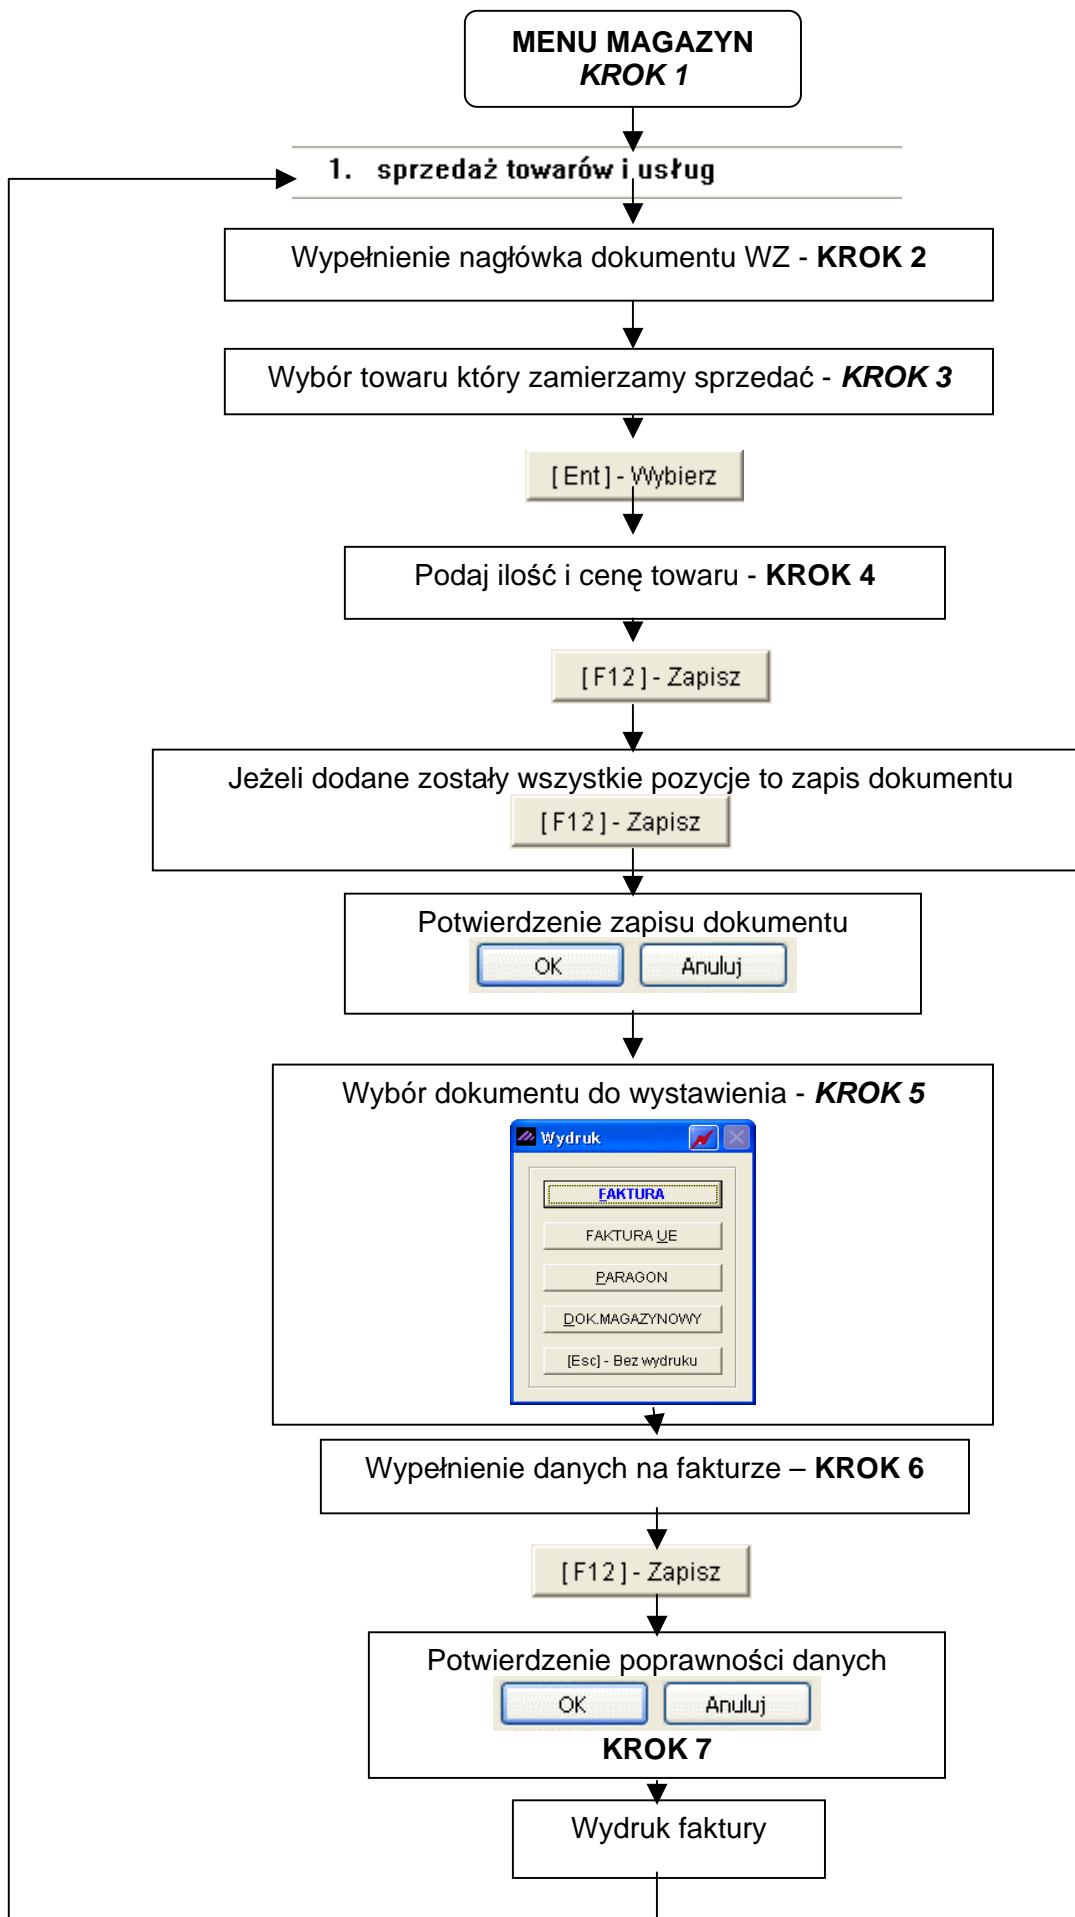 MENU MAGAZYN
KROK 1
1. sprzedaż towarów i usług
Wypełnienie nagłówka dokumentu WZ - KROK 2
Wybór towaru który zamierzamy sprzedać - KROK 3
[ Ent ] - Wybierz
Podaj ilość i cenę towaru - KROK 4
[ F12 ] - Zapisz
Jeżeli dodane zostały wszystkie pozycje to zapis dokumentu
[ F12 ] - Zapisz
Potwierdzenie zapisu dokumentu
OK Anuluj
Wybór dokumentu do wystawienia - KROK 5
Wydruk
FAKTURA
FAKTURA UE
PARAGON
DOK.MAGAZYNOWY
[Esc] - Bez wydruku
Wypełnienie danych na fakturze – KROK 6
[ F12 ] - Zapisz
Potwierdzenie poprawności danych
OK Anuluj
KROK 7
Wydruk faktury